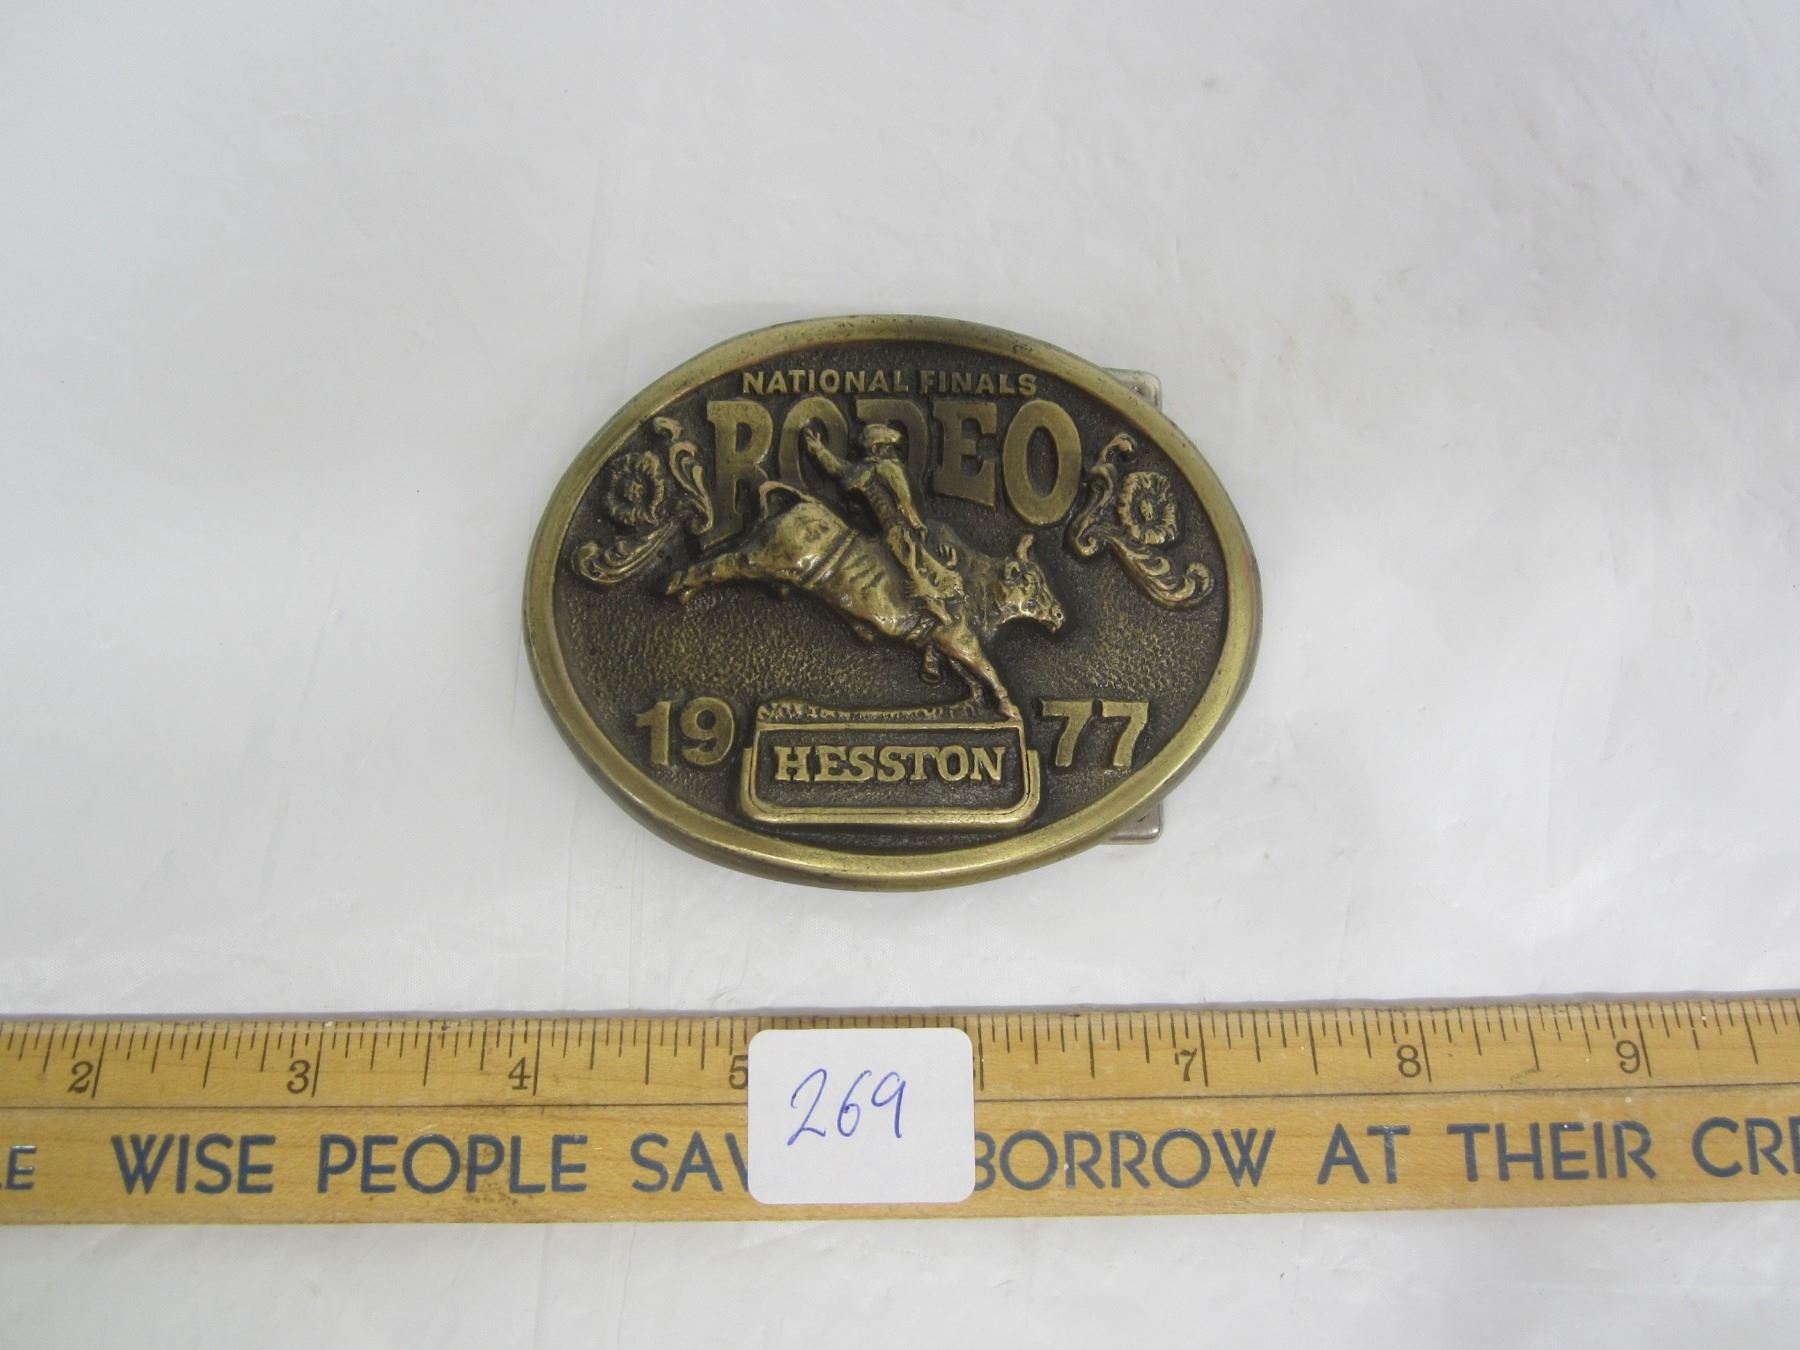 NATIONAL FINALS
RODEO
19 77
HESSTON
2 3 4 5 7 8 9
269
WISE PEOPLE SAV BORROW AT THEIR CRE